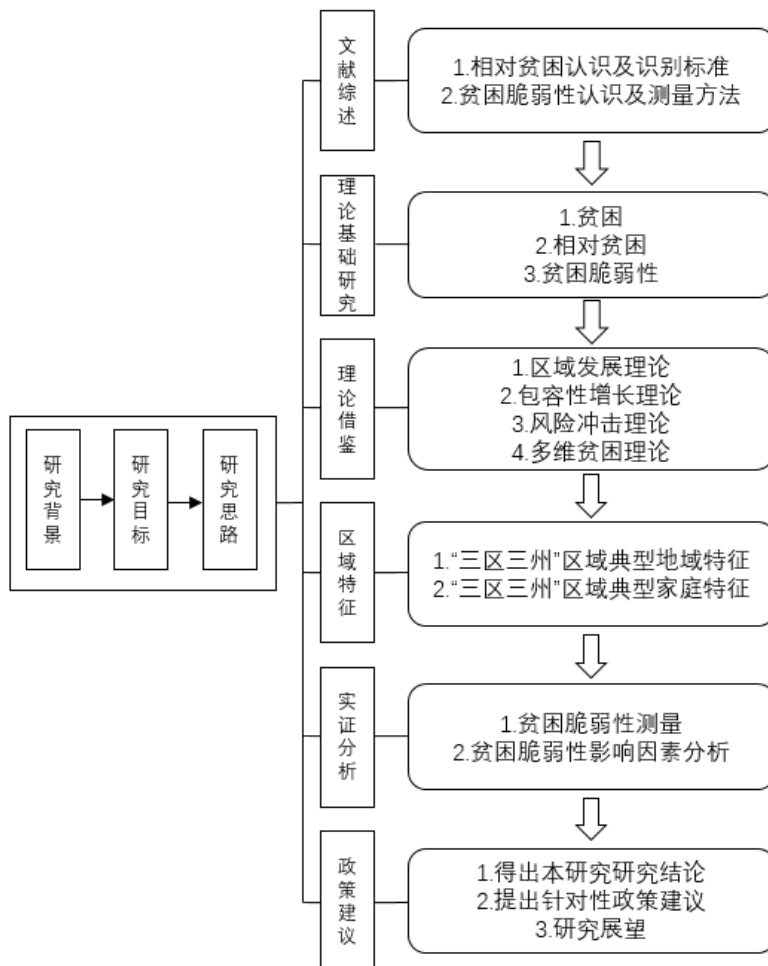 研究背景
研究目标
研究思路
文献综述
1.相对贫困认识及识别标准
2.贫困脆弱性认识及测量方法
理论基础研究
1.贫困
2.相对贫困
3.贫困脆弱性
理论借鉴
1.区域发展理论
2.包容性增长理论
3.风险冲击理论
4.多维贫困理论
区域特征
1.“三区三州”区域典型地域特征
2.“三区三州”区域典型家庭特征
实证分析
1.贫困脆弱性测量
2.贫困脆弱性影响因素分析
政策建议
1.得出本研究研究结论
2.提出针对性政策建议
3.研究展望